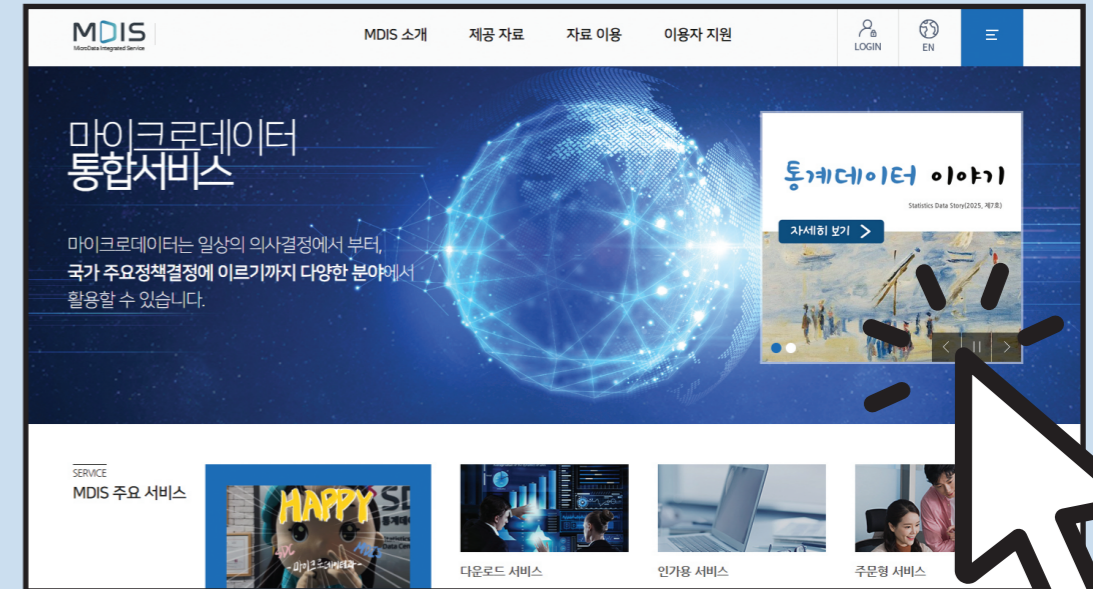 MDIS
MicroData Integrated Service
MDIS 소개
제공 자료
자료 이용
이용자 지원
LOGIN
EN
마이크로데이터
통합서비스
마이크로데이터는 일상의 의사결정에서 부터,
국가 주요정책결정에 이르기까지 다양한 분야에서
활용할 수 있습니다.
통계데이터 이야기
Statistics Data Story(2025, 제7호)
자세히 보기
SERVICE
MDIS 주요 서비스
HAPPY
다운로드 서비스
인가용 서비스
주문형 서비스